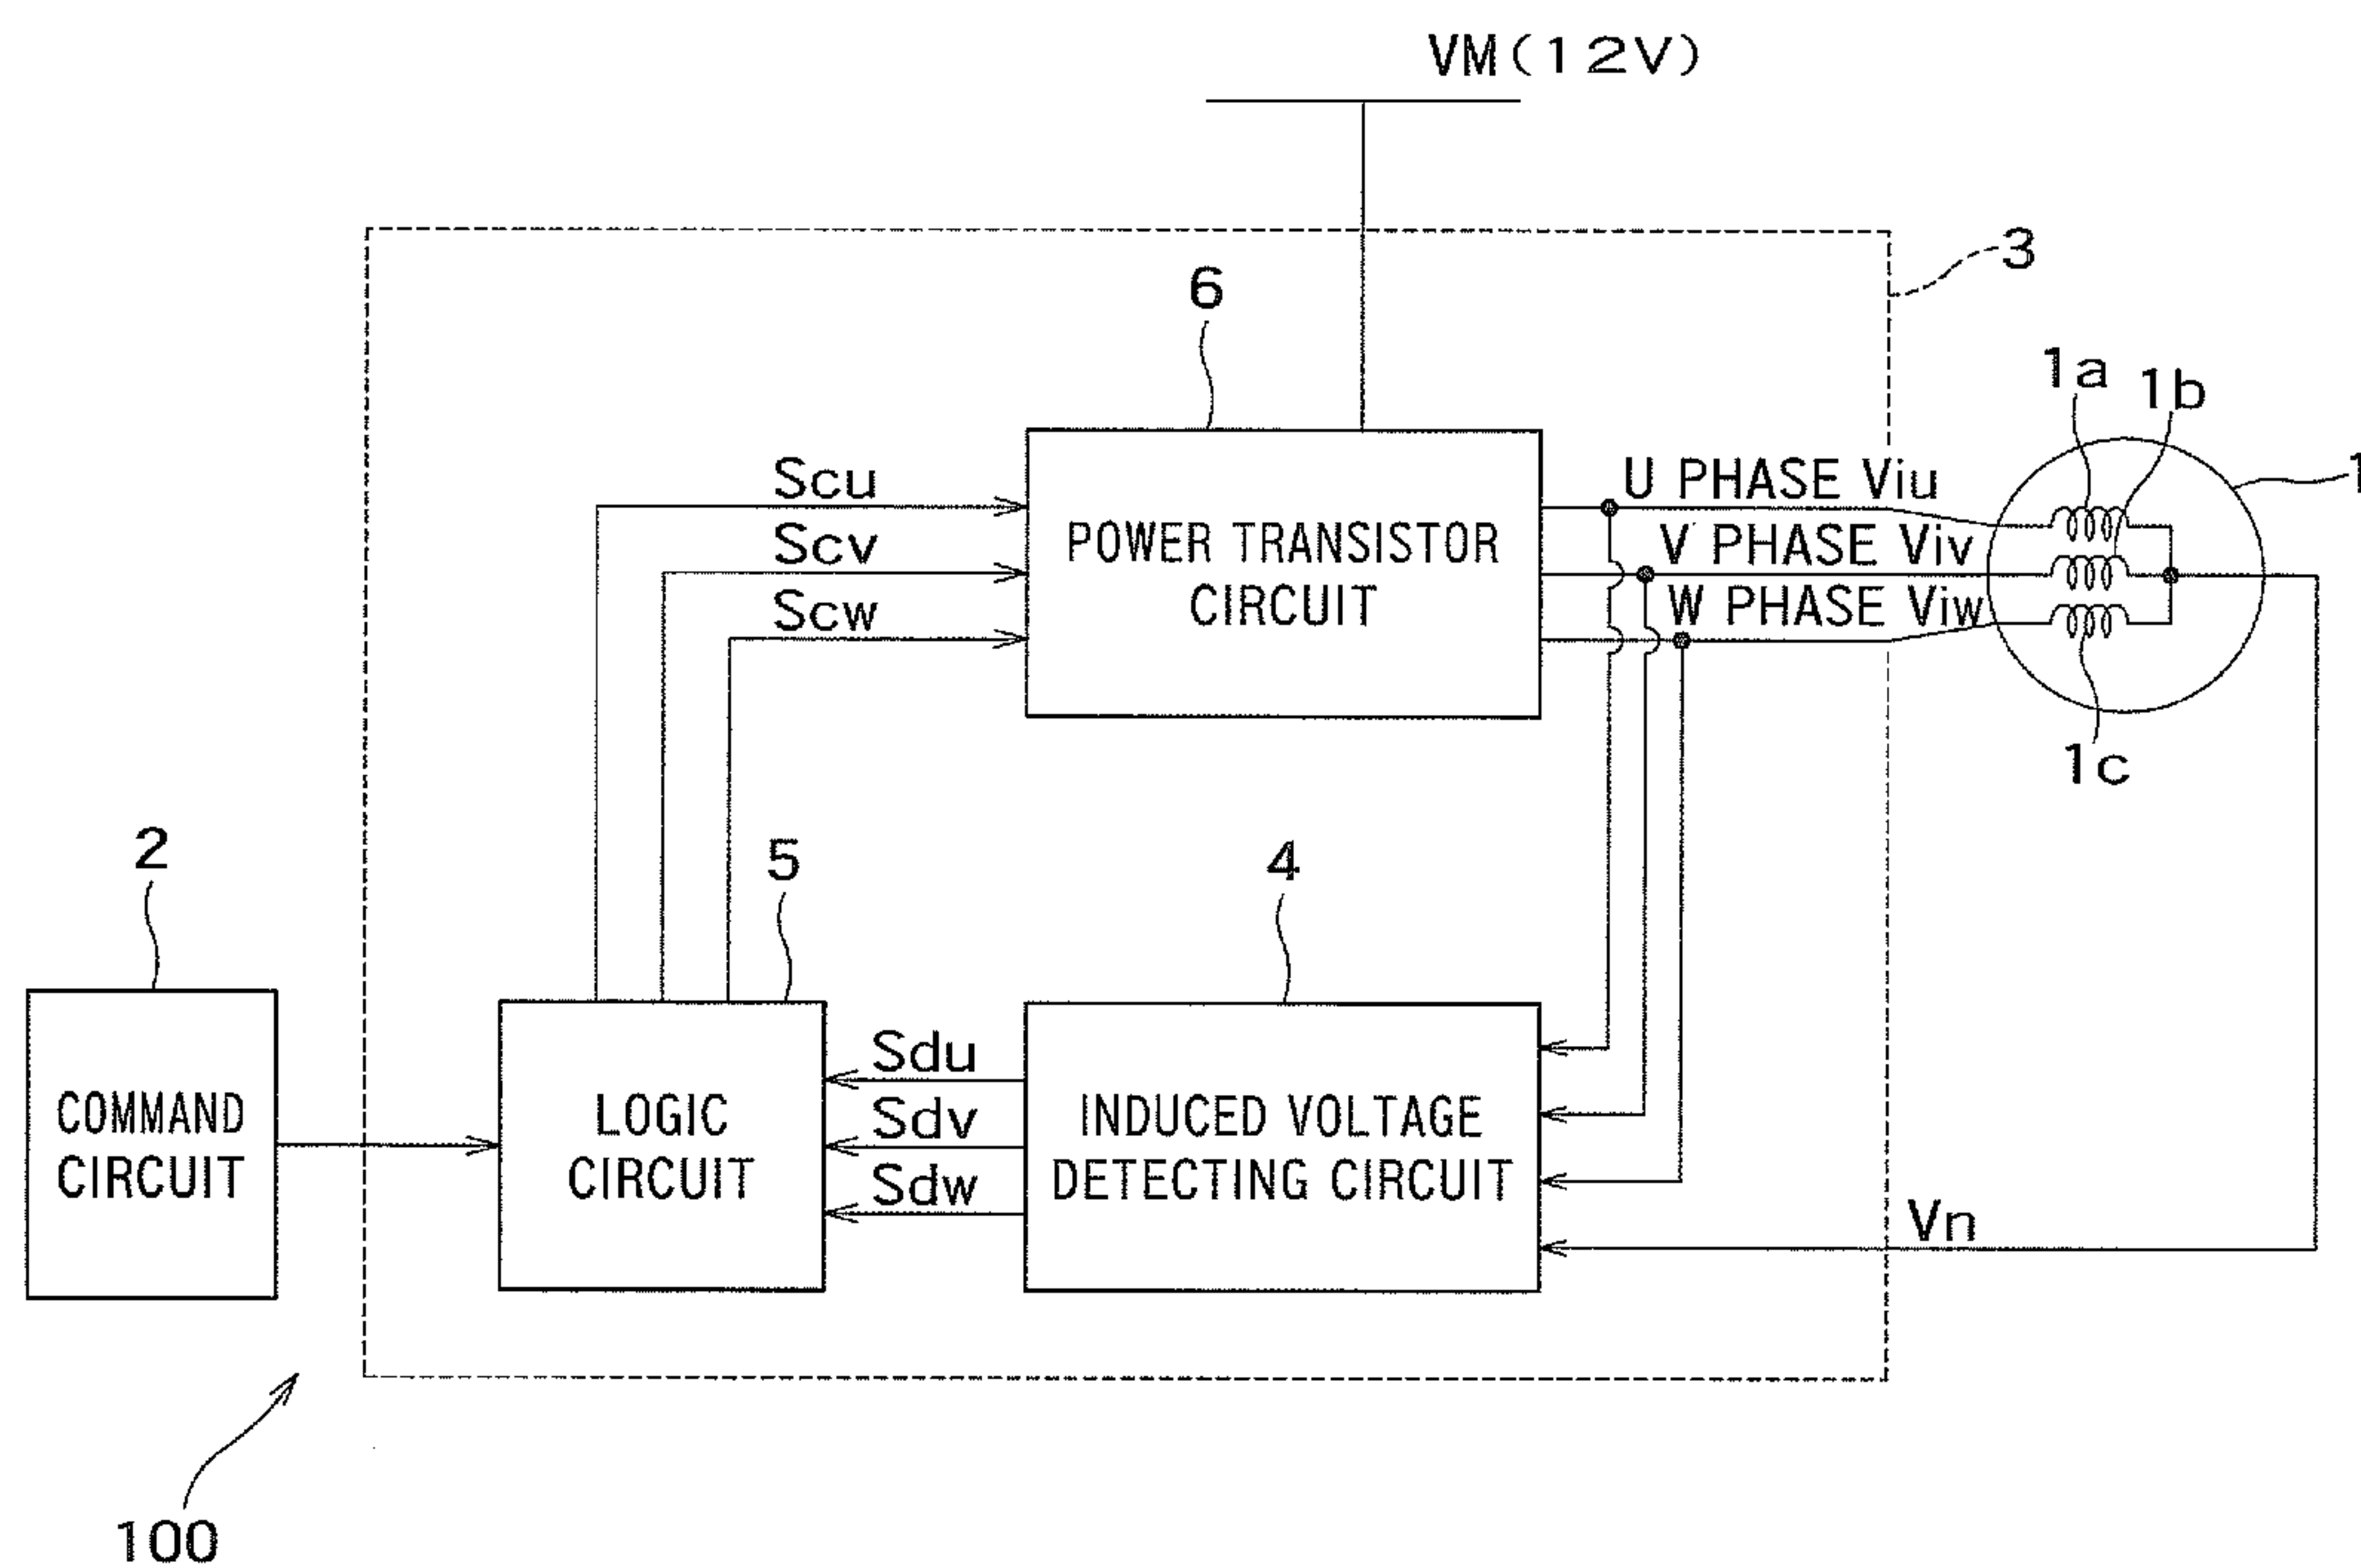 VM(12V)
3
6
1a
1b
1
Scu
U PHASE Viu
POWER TRANSISTOR
CIRCUIT
Scv
V PHASE Viv
Scw
W PHASE Viw
1c
2
5
4
COMMAND
CIRCUIT
LOGIC
CIRCUIT
Sdu
Sdv
Sdw
INDUCED VOLTAGE
DETECTING CIRCUIT
Vn
100